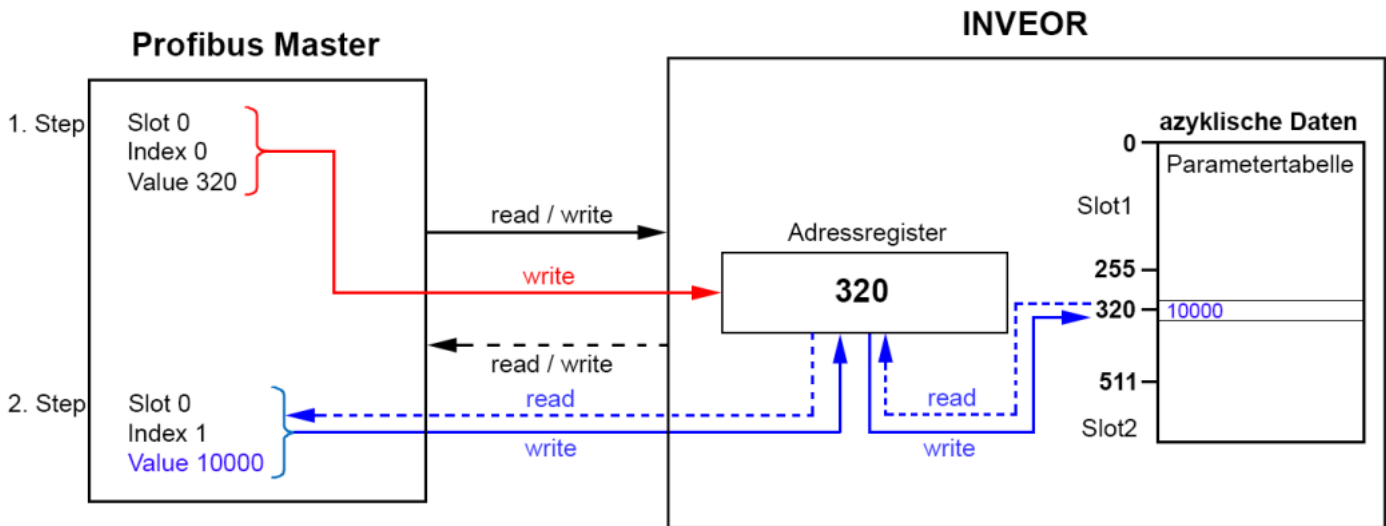 Profibus Master
INVEOR
1. Step
Slot 0
Index 0
Value 320
read / write
write
read / write
2. Step
Slot 0
Index 1
Value 10000
read
write
Adressregister
320
read
write
azyklische Daten
0
Parametertabelle
Slot1
255
320
10000
511
Slot2